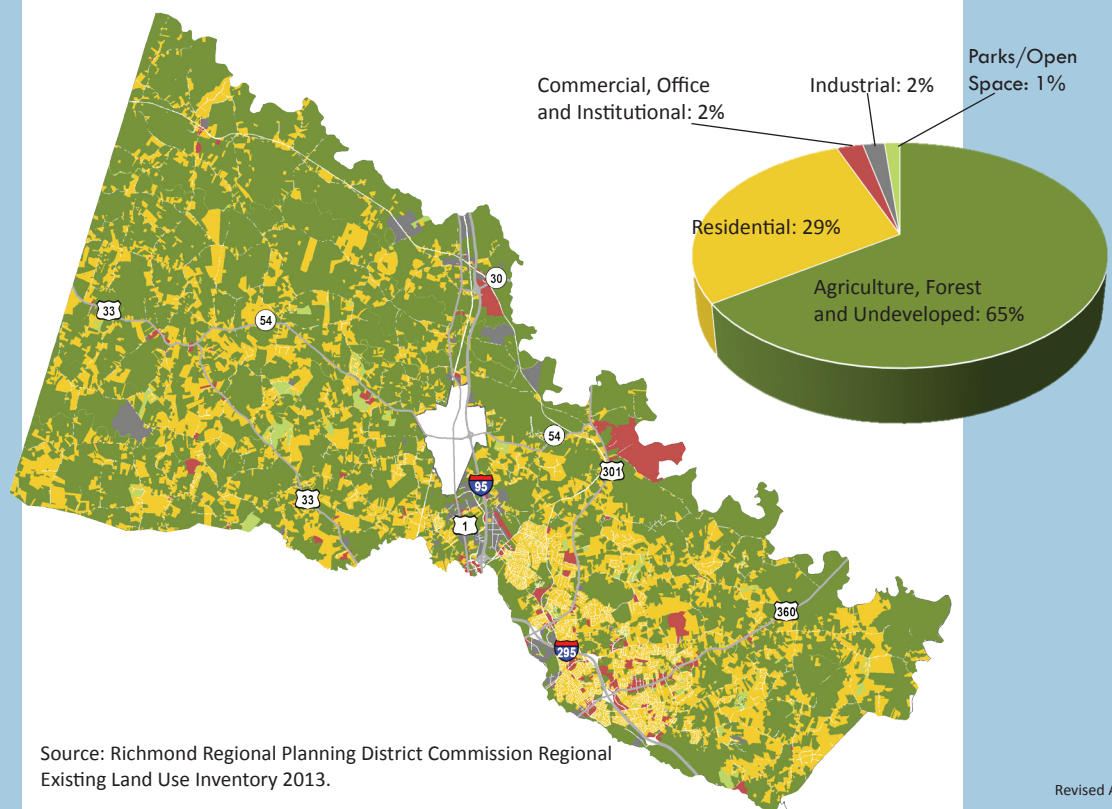 Parks/Open
Space: 1%
Commercial, Office
and Institutional: 2%
Industrial: 2%
Residential: 29%
Agriculture, Forest
and Undeveloped: 65%
30
33
54
54
301
95
33
1
360
295
Source: Richmond Regional Planning District Commission Regional
Existing Land Use Inventory 2013.
Revised A